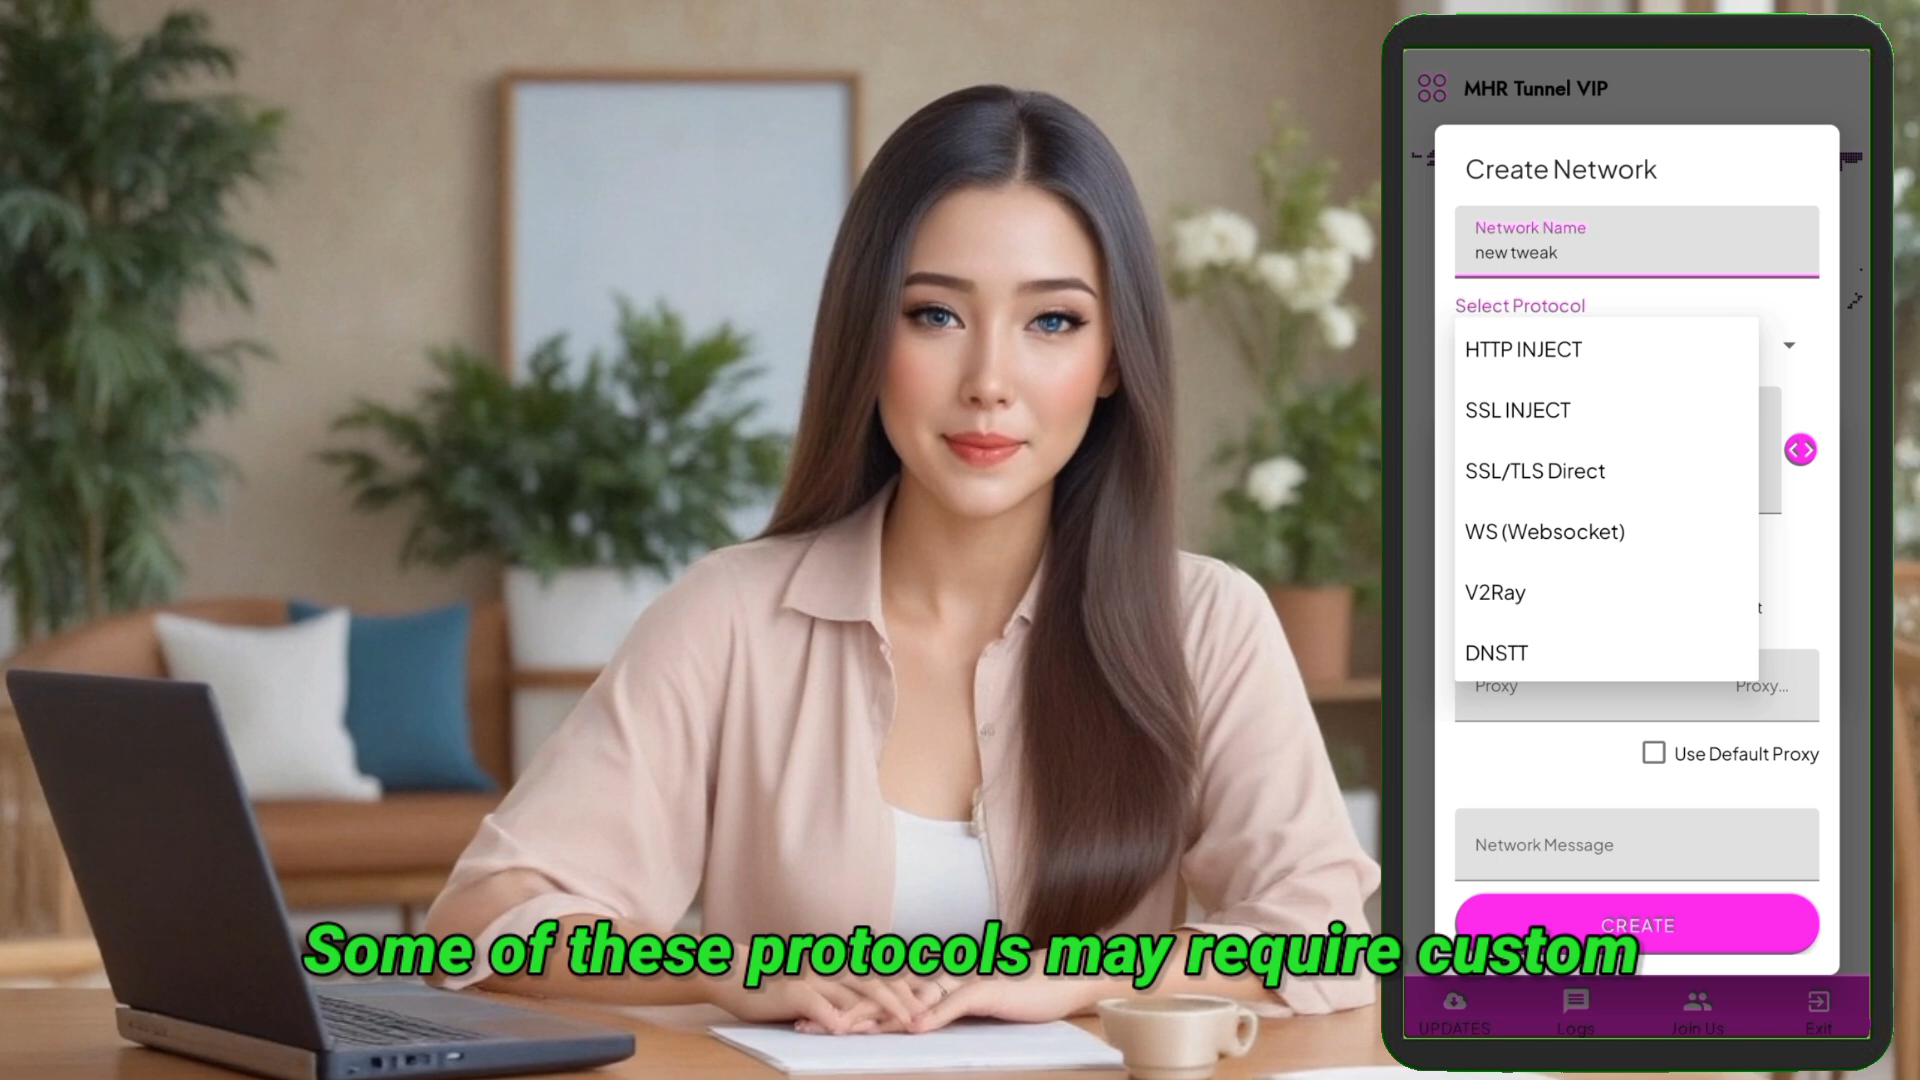 MHR Tunnel VIP
Create Network
Network Name
new tweak
Select Protocol
HTTP INJECT
SSL INJECT
SSL/TLS Direct
WS (Websocket)
V2Ray
t
DNSTT
Proxy Proxy...
Use Default Proxy
Network Message
CREATE
Some of these protocols may require custom
UPDATES Logs Join Us Exit